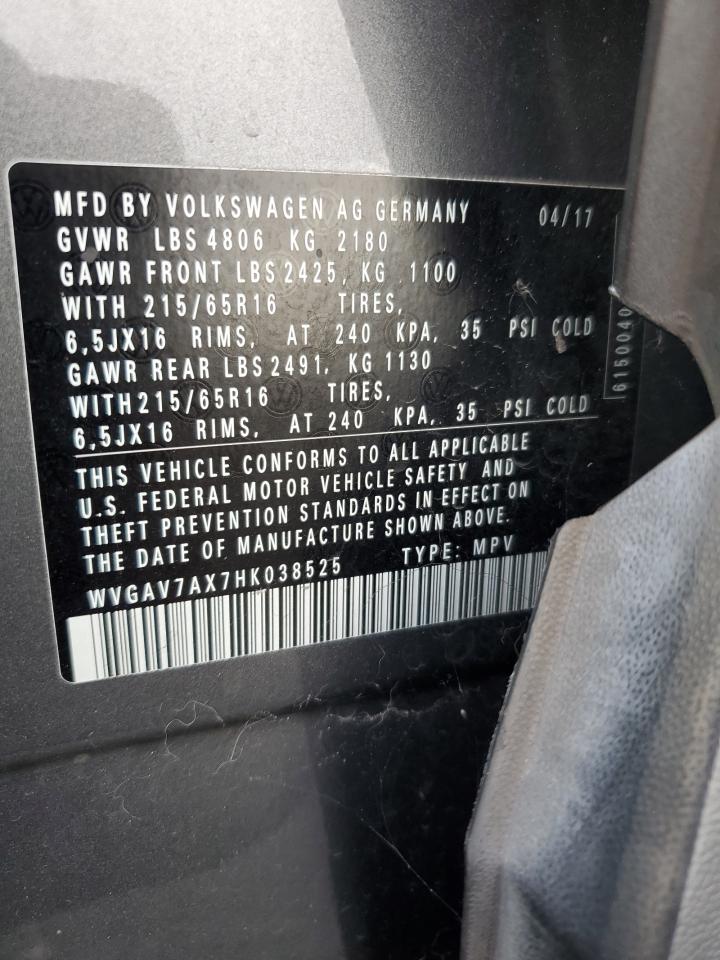 MFD BY VOLKSWAGEN AG GERMANY 04/17
GVWR LBS 4806 KG 2180
GAWR FRONT LBS 2425, KG 1100
WITH 215/65R16 TIRES,
6,5JX16 RIMS, AT 240 KPA, 35 PSI COLD
GAWR REAR LBS 2491, KG 1130
WITH 215/65R16 TIRES,
6,5JX16 RIMS, AT 240 KPA, 35 PSI COLD
THIS VEHICLE CONFORMS TO ALL APPLICABLE
U.S. FEDERAL MOTOR VEHICLE SAFETY AND
THEFT PREVENTION STANDARDS IN EFFECT ON
THE DATE OF MANUFACTURE SHOWN ABOVE.
WVGAV7AX7HK038525 TYPE: MPV
6150040